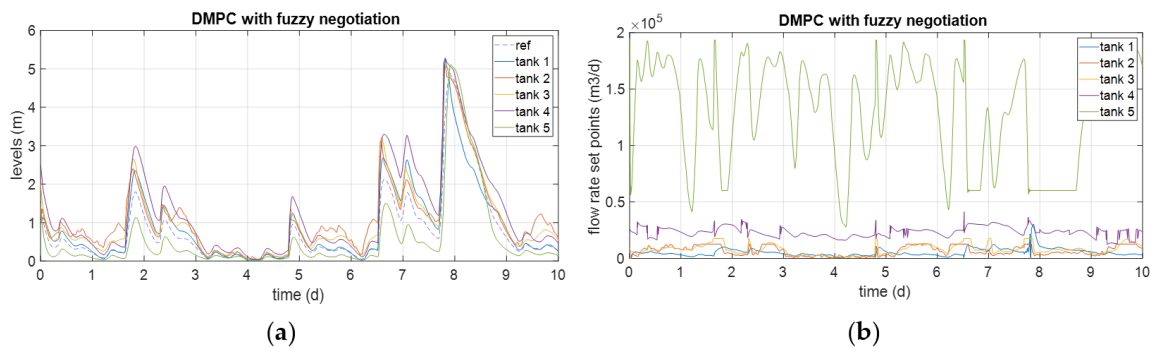 DMPC with fuzzy negotiation
levels (m)
6
5
4
3
2
1
0
0 1 2 3 4 5 6 7 8 9 10
time (d)
ref
tank 1
tank 2
tank 3
tank 4
tank 5
(a)
DMPC with fuzzy negotiation
×10^5
flow rate set points (m3/d)
2
1.5
1
0.5
0
0 1 2 3 4 5 6 7 8 9 10
time (d)
tank 1
tank 2
tank 3
tank 4
tank 5
(b)